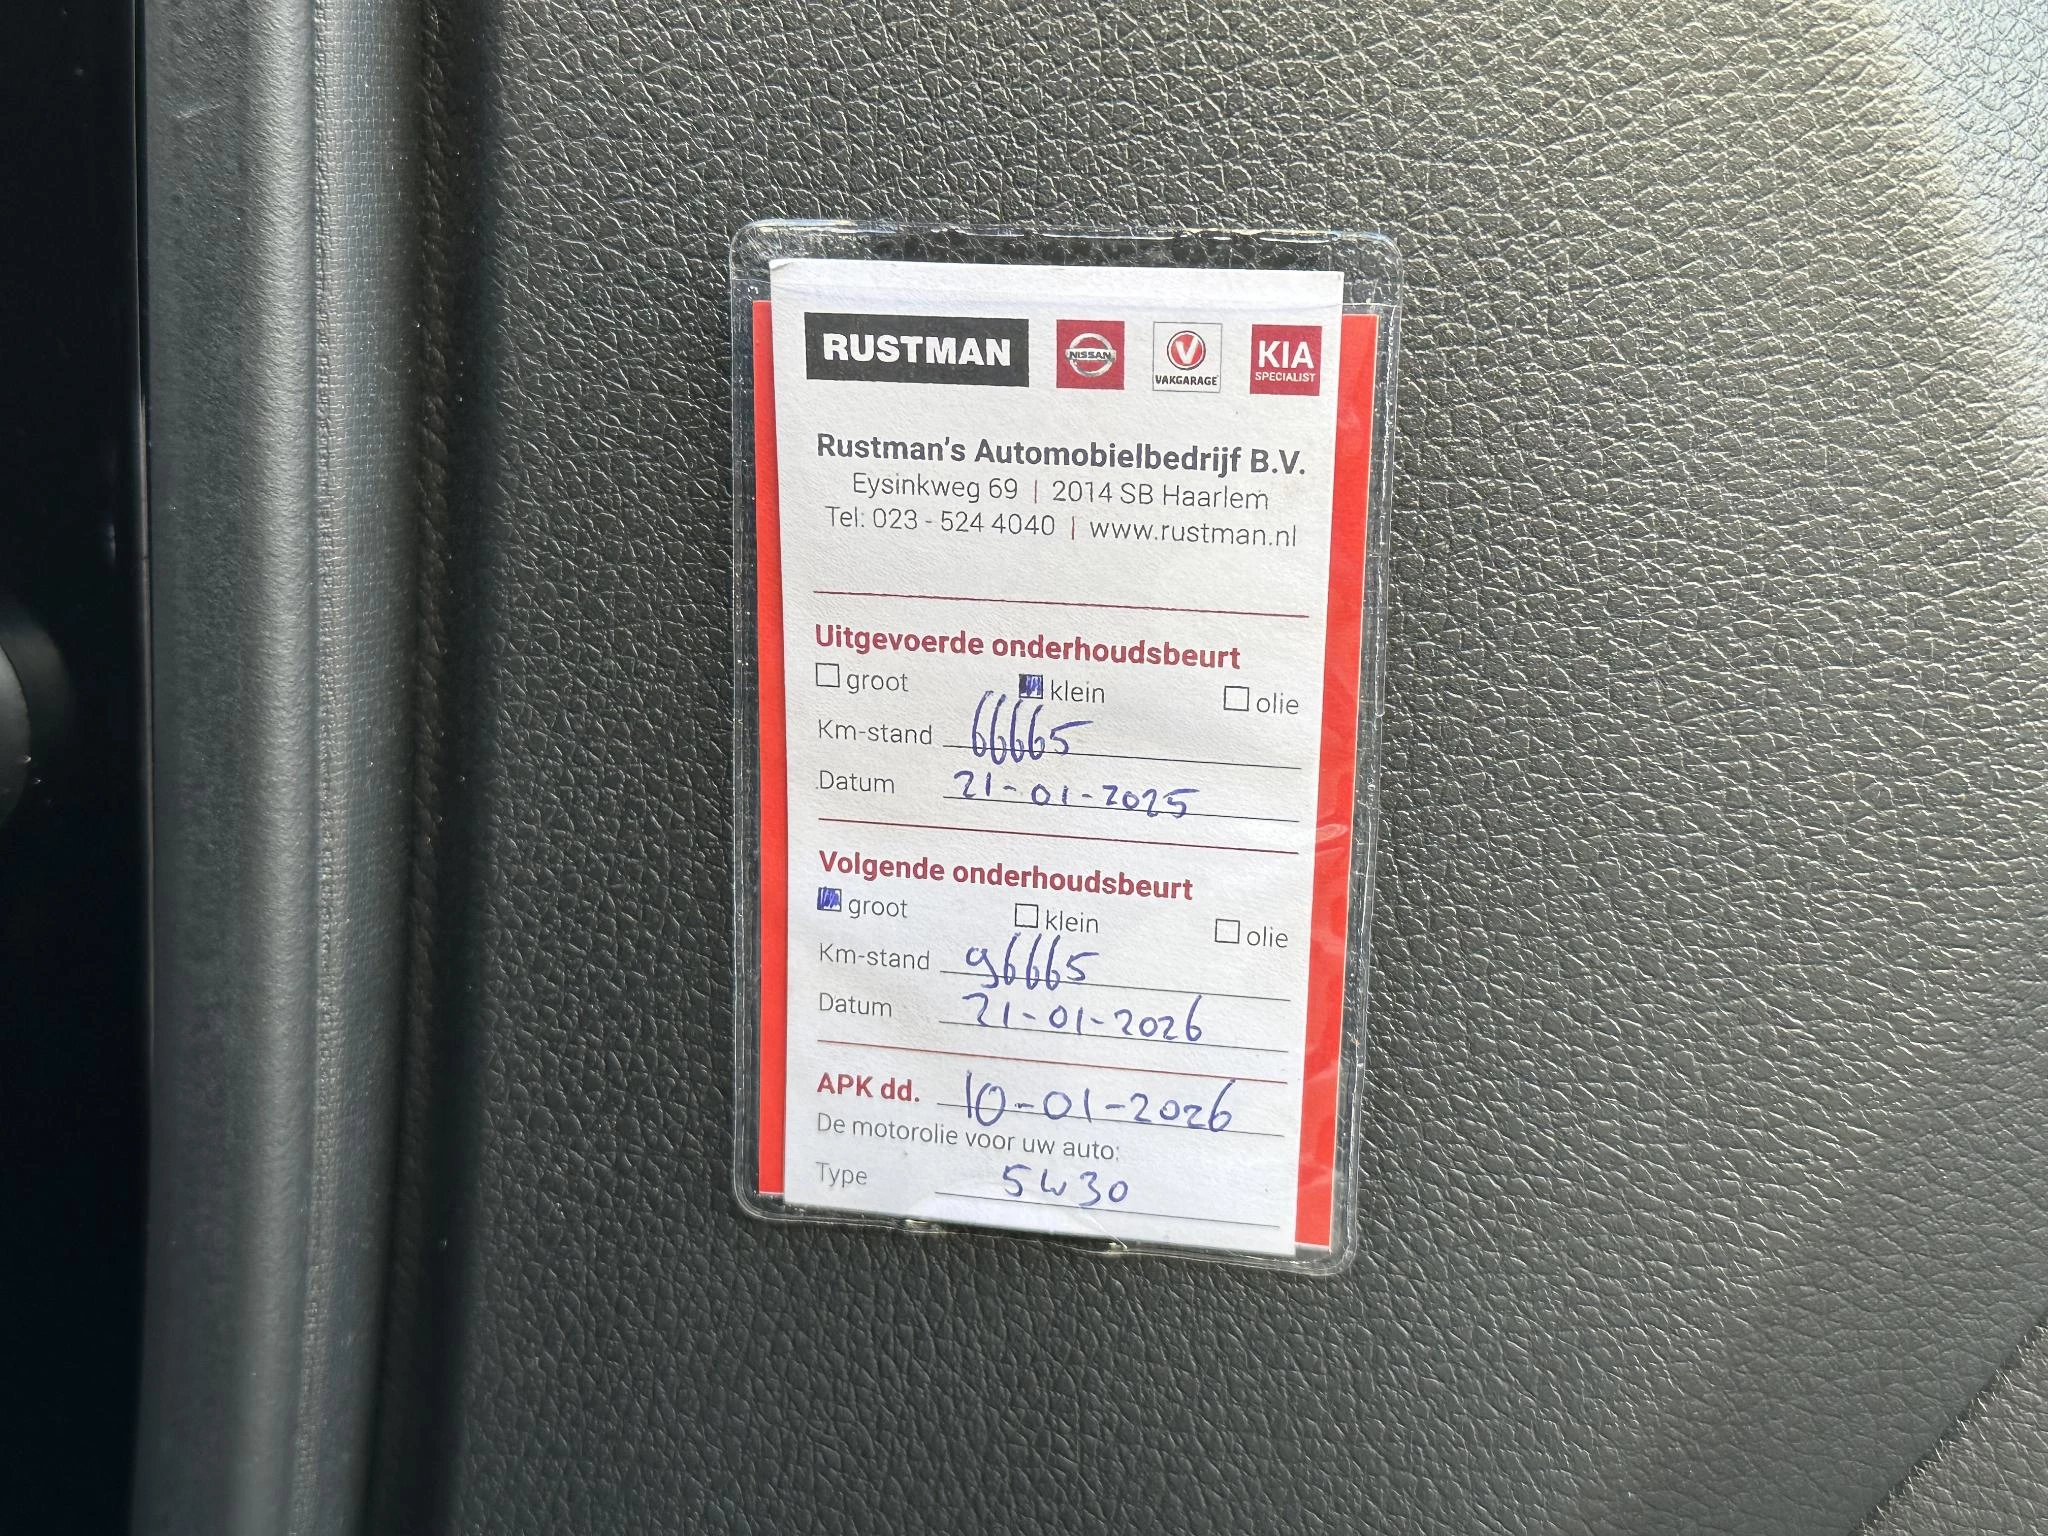 RUSTMAN NISSAN VAKGARAGE KIA SPECIALIST
Rustman's Automobielbedrijf B.V.
Eysinkweg 69 | 2014 SB Haarlem
Tel: 023 - 524 4040 | www.rustman.nl
Uitgevoerde onderhoudsbeurt
groot klein olie
Km-stand 66665
Datum 21-01-2025
Volgende onderhoudsbeurt
groot klein olie
Km-stand 96665
Datum 21-01-2026
APK dd. 10-01-2026
De motorolie voor uw auto:
Type 5w30